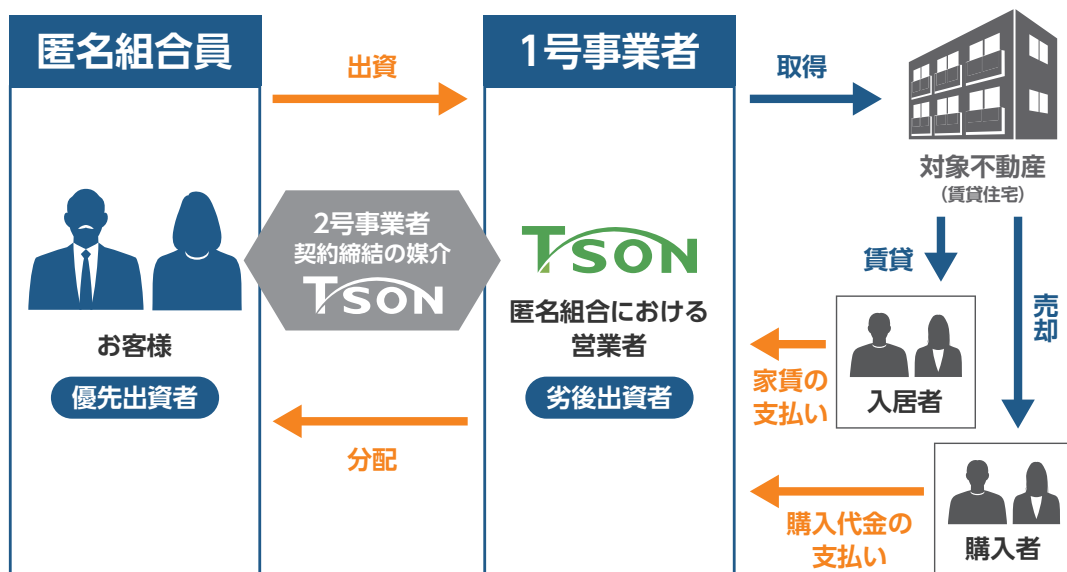 匿名組合員
出資
1号事業者
取得
対象不動産
(賃貸住宅)
2号事業者
契約締結の媒介
TSON
TSON
匿名組合における
営業者
お客様
優先出資者
劣後出資者
分配
賃貸
売却
家賃の
支払い
入居者
購入代金の
支払い
購入者